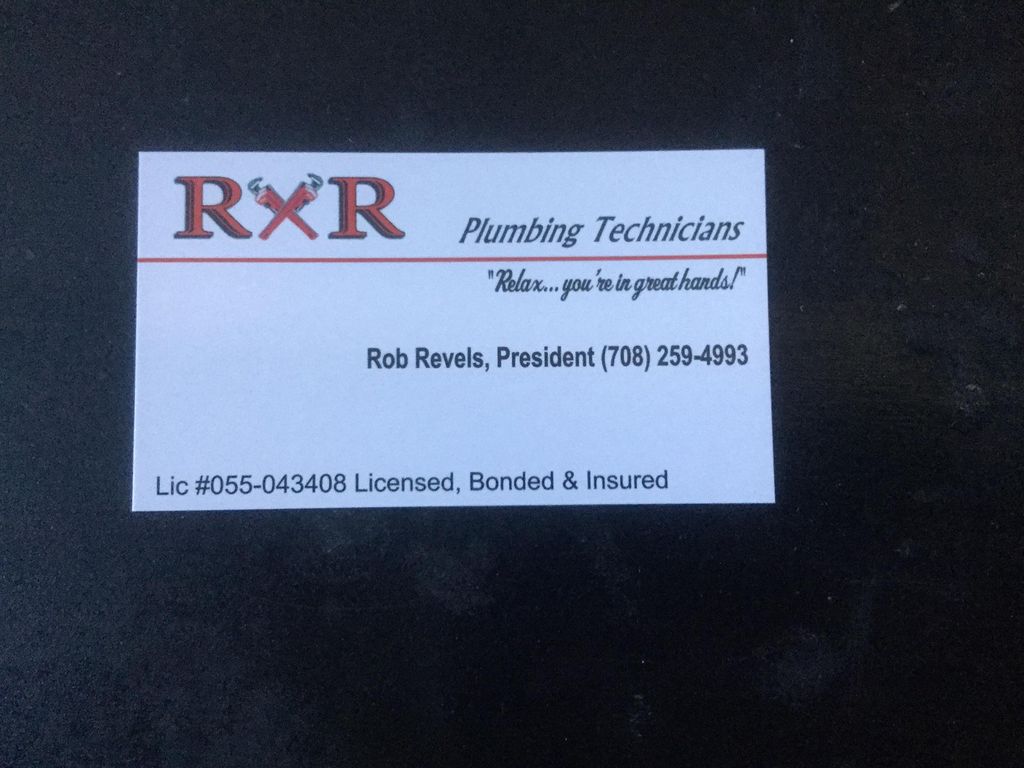 R R
Plumbing Technicians
"Relax... you're in great hands!"
Rob Revels, President (708) 259-4993
Lic #055-043408 Licensed, Bonded & Insured